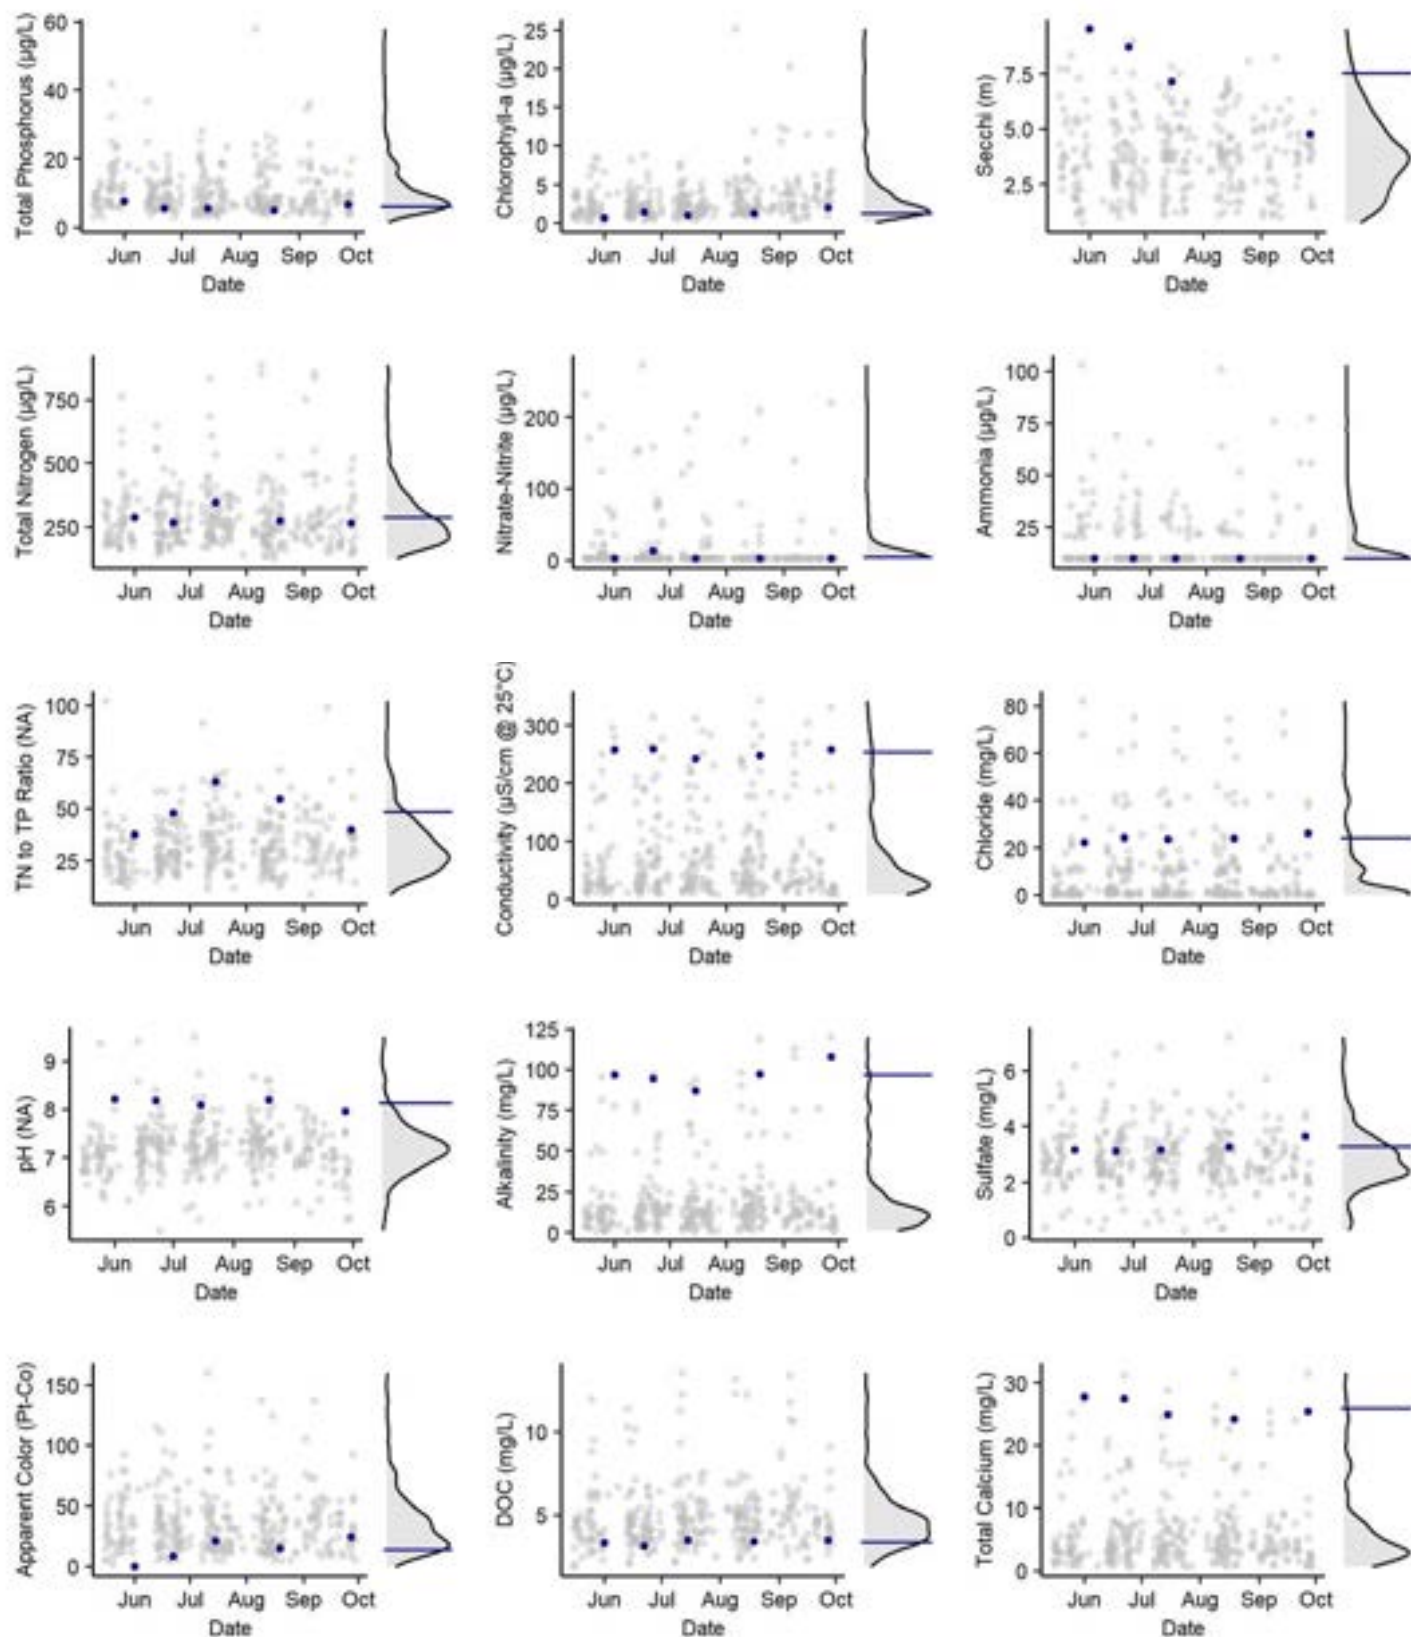 Total Phosphorus (µg/L)
60
40
20
0
Jun Jul Aug Sep Oct
Date
Chlorophyll-a (µg/L)
25
20
15
10
5
0
Jun Jul Aug Sep Oct
Date
Secchi (m)
7.5
5.0
2.5
Jun Jul Aug Sep Oct
Date
Total Nitrogen (µg/L)
750
500
250
Jun Jul Aug Sep Oct
Date
Nitrate-Nitrite (µg/L)
200
100
0
Jun Jul Aug Sep Oct
Date
Ammonia (µg/L)
100
75
50
25
Jun Jul Aug Sep Oct
Date
TN to TP Ratio (NA)
100
75
50
25
Jun Jul Aug Sep Oct
Date
Conductivity (µS/cm @ 25°C)
300
200
100
0
Jun Jul Aug Sep Oct
Date
Chloride (mg/L)
80
60
40
20
0
Jun Jul Aug Sep Oct
Date
pH (NA)
9
8
7
6
Jun Jul Aug Sep Oct
Date
Alkalinity (mg/L)
125
100
75
50
25
0
Jun Jul Aug Sep Oct
Date
Sulfate (mg/L)
6
4
2
0
Jun Jul Aug Sep Oct
Date
Apparent Color (Pt-Co)
150
100
50
0
Jun Jul Aug Sep Oct
Date
DOC (mg/L)
10
5
Jun Jul Aug Sep Oct
Date
Total Calcium (mg/L)
30
20
10
0
Jun Jul Aug Sep Oct
Date